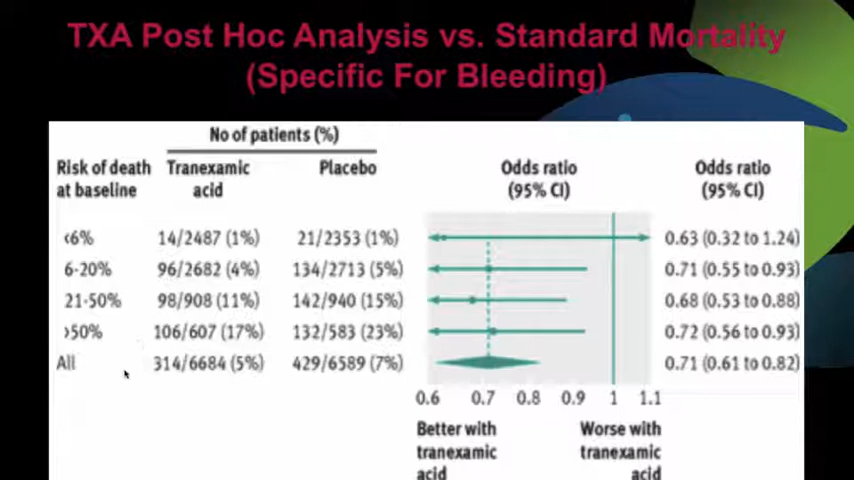 TXA Post Hoc Analysis vs. Standard Mortality
(Specific For Bleeding)
No of patients (%)
Risk of death at baseline Tranexamic acid Placebo Odds ratio (95% CI) Odds ratio (95% CI)
<6% 14/2487 (1%) 21/2353 (1%) 0.63 (0.32 to 1.24)
6-20% 96/2682 (4%) 134/2713 (5%) 0.71 (0.55 to 0.93)
21-50% 98/908 (11%) 142/940 (15%) 0.68 (0.53 to 0.88)
>50% 106/607 (17%) 132/583 (23%) 0.72 (0.56 to 0.93)
All 314/6684 (5%) 429/6589 (7%) 0.71 (0.61 to 0.82)
0.6 0.7 0.8 0.9 1 1.1
Better with tranexamic acid Worse with tranexamic acid